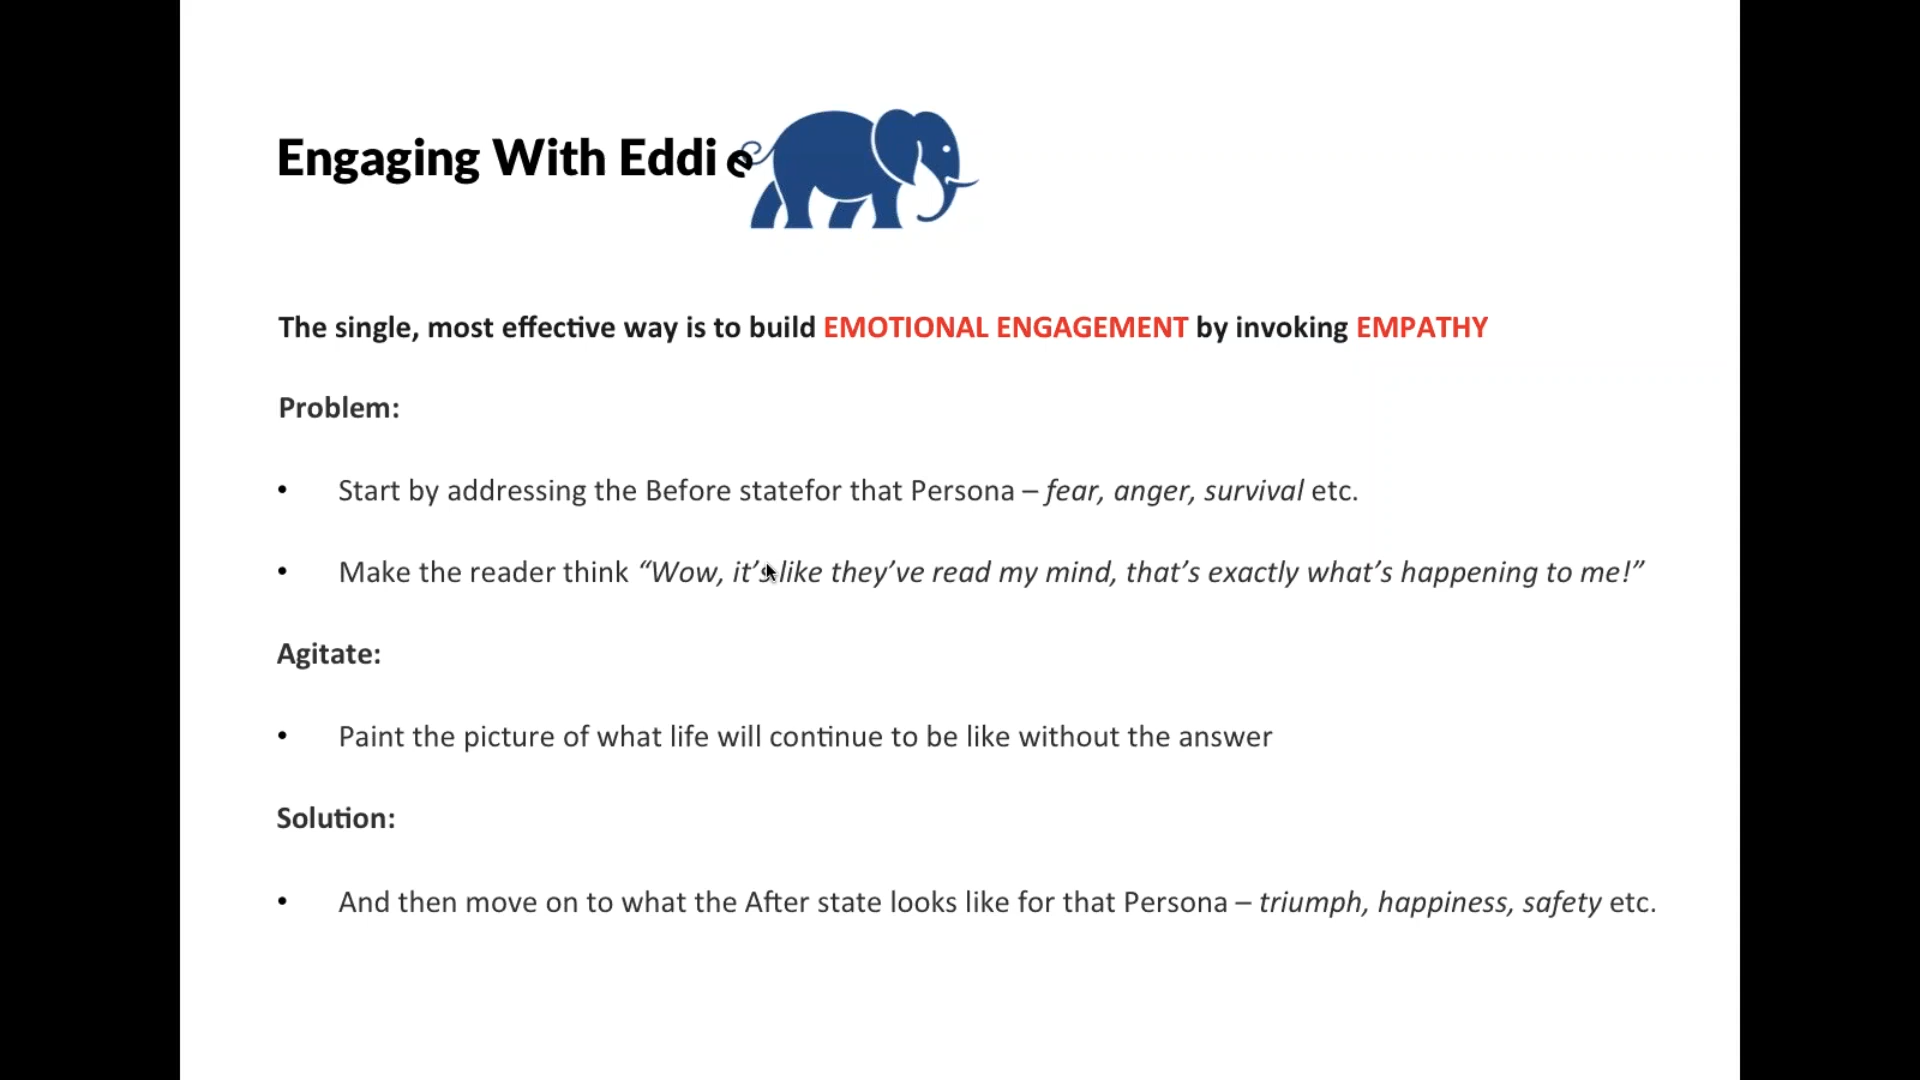 Engaging With Eddie
The single, most effective way is to build EMOTIONAL ENGAGEMENT by invoking EMPATHY
Problem:
• Start by addressing the Before statefor that Persona – fear, anger, survival etc.
• Make the reader think “Wow, it’s like they’ve read my mind, that’s exactly what’s happening to me!”
Agitate:
• Paint the picture of what life will continue to be like without the answer
Solution:
• And then move on to what the After state looks like for that Persona – triumph, happiness, safety etc.